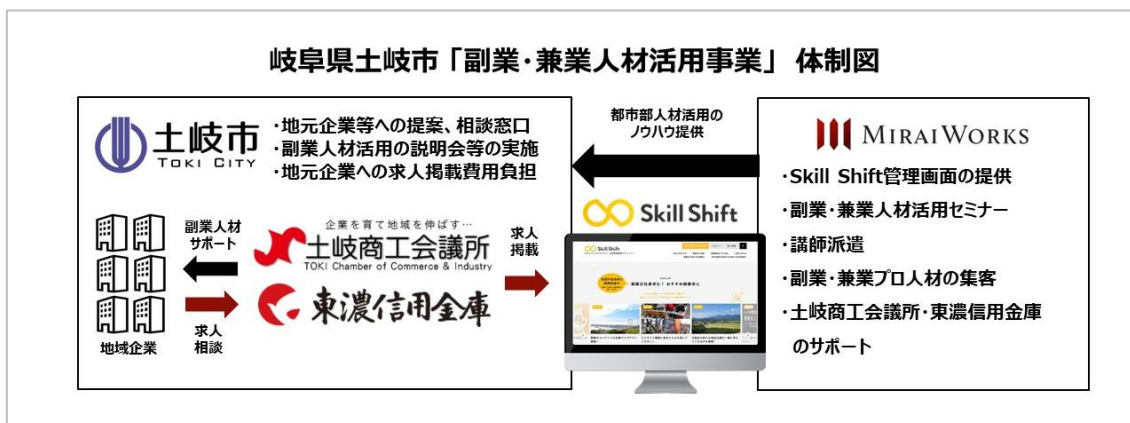 岐阜県土岐市「副業・兼業人材活用事業」 体制図
土岐市
TOKI CITY
・地元企業等への提案、相談窓口
・副業人材活用の説明会等の実施
・地元企業への求人掲載費用負担
地域企業
副業人材
サポート
求人
相談
企業を育て地域を伸ばす…
土岐商工会議所
TOKI Chamber of Commerce & Industry
東濃信用金庫
求人
掲載
都市部人材活用の
ノウハウ提供
Skill Shift
Skill Shift
MIRAIWORKS
・Skill Shift管理画面の提供
・副業・兼業人材活用セミナー
・講師派遣
・副業・兼業プロ人材の集客
・土岐商工会議所・東濃信用金庫
のサポート